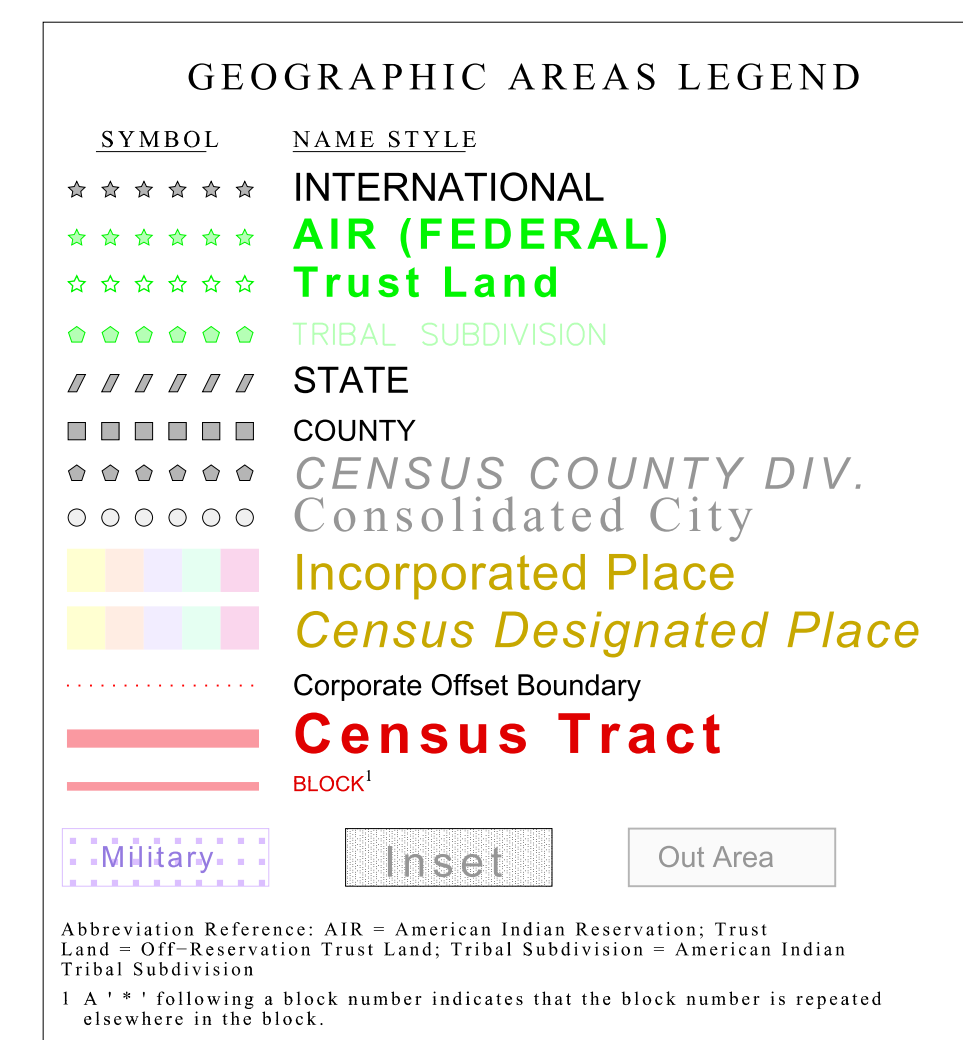 GEOGRAPHIC AREAS LEGEND
SYMBOL NAME STYLE
INTERNATIONAL
AIR (FEDERAL)
Trust Land
TRIBAL SUBDIVISION
STATE
COUNTY
CENSUS COUNTY DIV.
Consolidated City
Incorporated Place
Census Designated Place
Corporate Offset Boundary
Census Tract
BLOCK¹
Military Inset Out Area
Abbreviation Reference: AIR = American Indian Reservation; Trust
Land = Off−Reservation Trust Land; Tribal Subdivision = American Indian
Tribal Subdivision
1 A ' * ' following a block number indicates that the block number is repeated
elsewhere in the block.